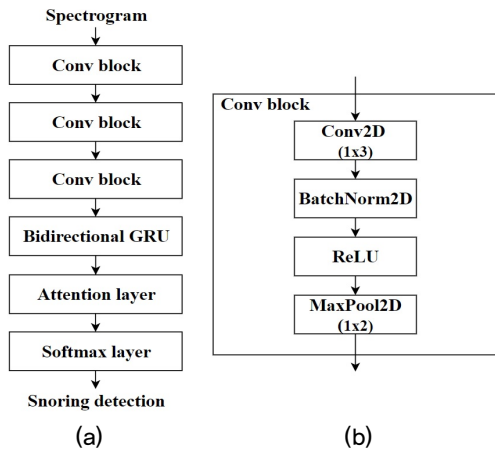 Spectrogram
Conv block
Conv block
Conv block
Bidirectional GRU
Attention layer
Softmax layer
Snoring detection
(a)
Conv block
Conv2D
(1x3)
BatchNorm2D
ReLU
MaxPool2D
(1x2)
(b)